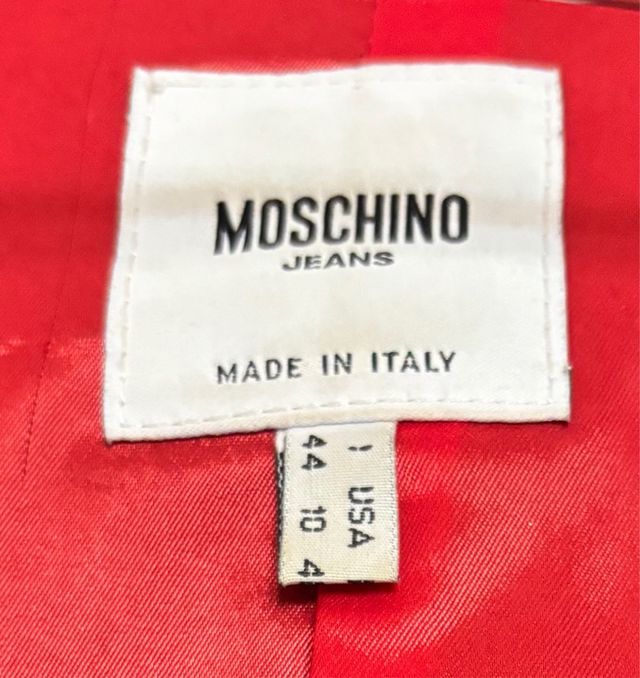 MOSCHINO
JEANS
MADE IN ITALY
I USA
44 10